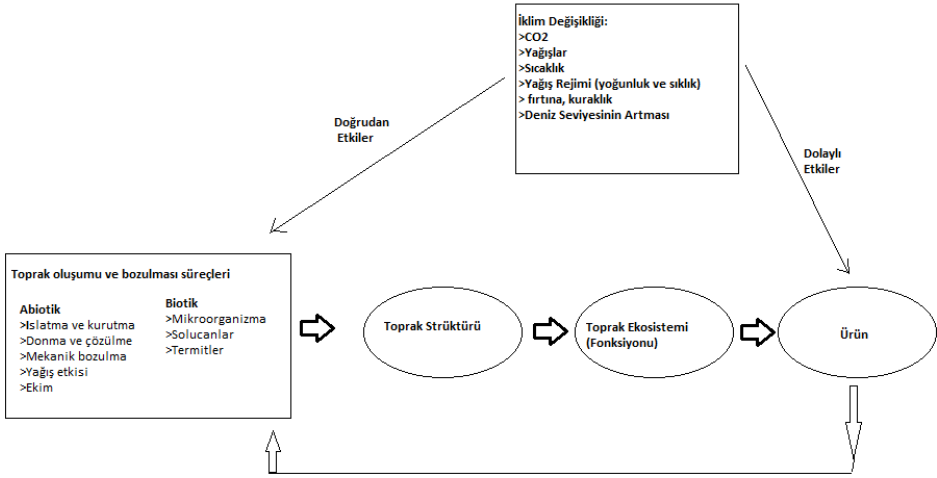 İklim Değişikliği:
>CO2
>Yağışlar
>Sıcaklık
>Yağış Rejimi (yoğunluk ve sıklık)
> fırtına, kuraklık
>Deniz Seviyesinin Artması
Doğrudan
Etkiler
Dolaylı
Etkiler
Toprak oluşumu ve bozulması süreçleri
Abiotik
>Islatma ve kurutma
>Donma ve çözülme
>Mekanik bozulma
>Yağış etkisi
>Ekim
Biotik
>Mikroorganizma
>Solucanlar
>Termitler
Toprak Strüktürü
Toprak Ekosistemi
(Fonksiyonu)
Ürün